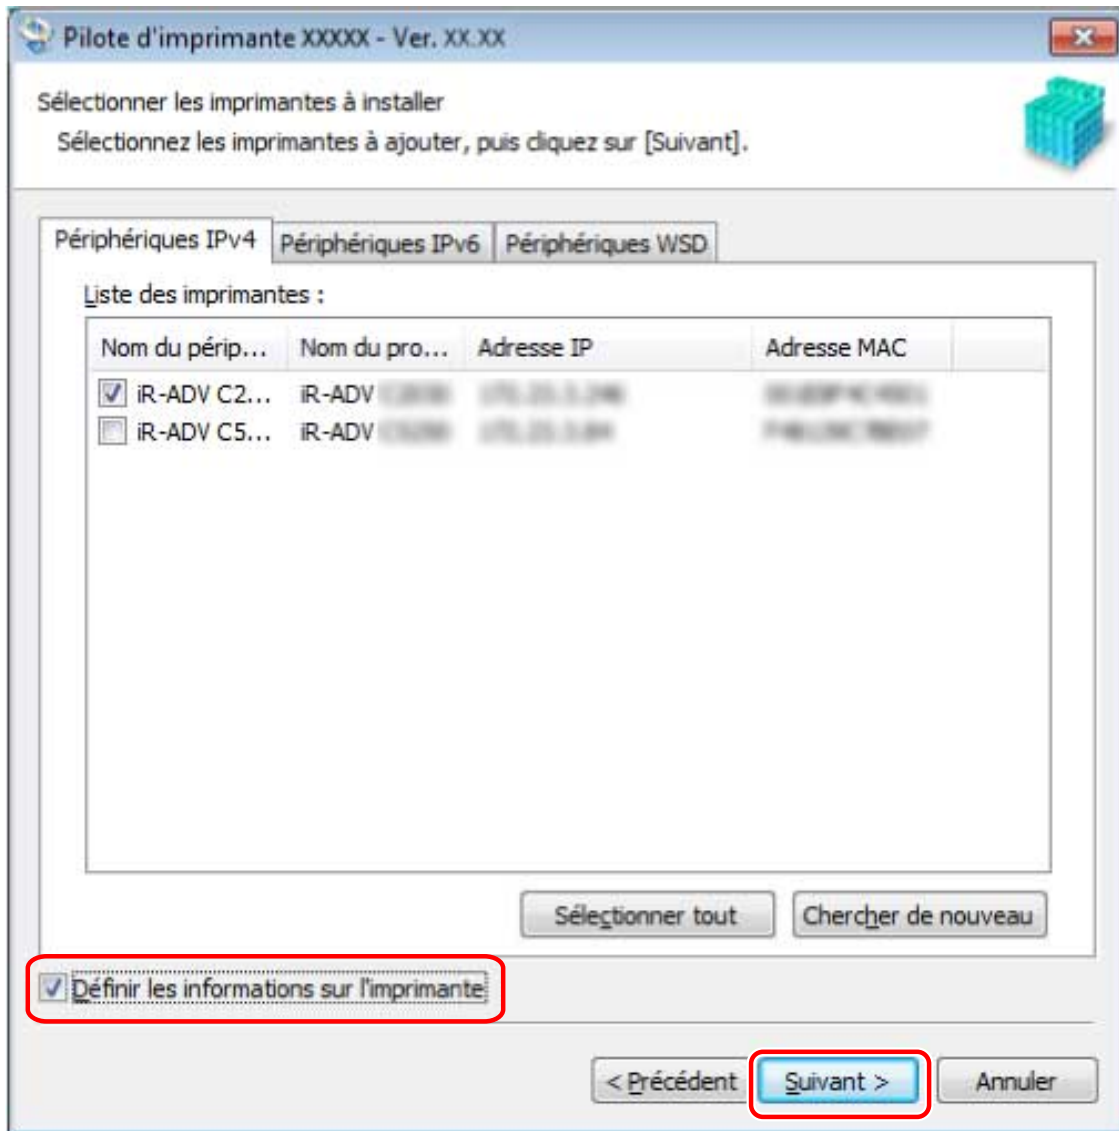 Pilote d'imprimante XXXXX - Ver. XX.XX
Sélectionner les imprimantes à installer
Sélectionnez les imprimantes à ajouter, puis cliquez sur [Suivant].
Périphériques IPv4 Périphériques IPv6 Périphériques WSD
Liste des imprimantes :
Nom du périp... Nom du pro... Adresse IP Adresse MAC
iR-ADV C2... iR-ADV
iR-ADV C5... iR-ADV
Sélectionner tout Chercher de nouveau
Définir les informations sur l'imprimante
< Précédent Suivant > Annuler